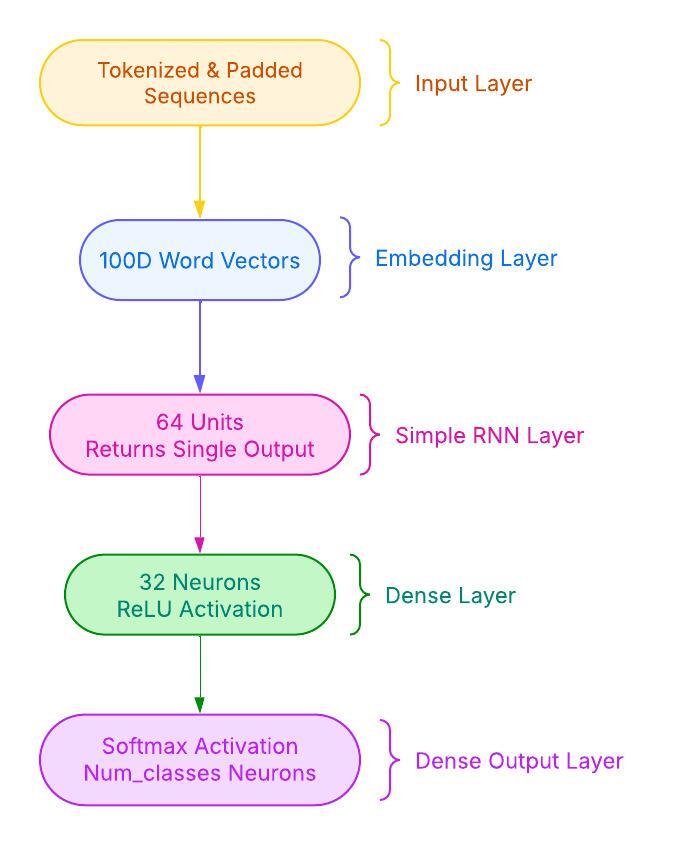 Tokenized & Padded
Sequences
Input Layer
100D Word Vectors
Embedding Layer
64 Units
Returns Single Output
Simple RNN Layer
32 Neurons
ReLU Activation
Dense Layer
Softmax Activation
Num_classes Neurons
Dense Output Layer